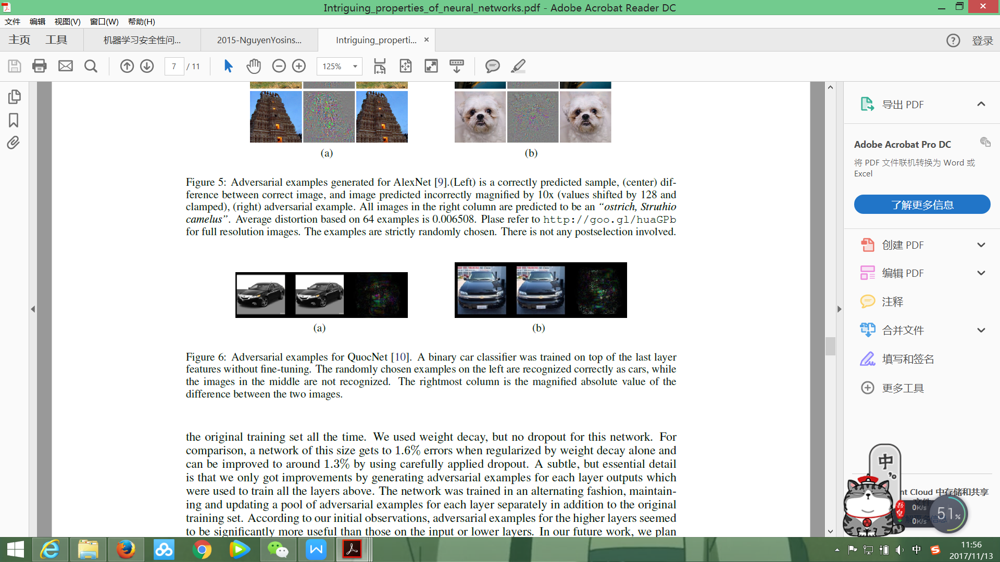 Intriguing_properties_of_neural_networks.pdf - Adobe Acrobat Reader DC
文件 编辑 视图(V) 窗口(W) 帮助(H)
主页 工具 机器学习安全性问... 2015-NguyenYosins... Intriguing_properti... 登录
7 / 11 125%
(a) (b)
Figure 5: Adversarial examples generated for AlexNet [9].(Left) is a correctly predicted sample, (center) dif-
ference between correct image, and image predicted incorrectly magnified by 10x (values shifted by 128 and
clamped), (right) adversarial example. All images in the right column are predicted to be an “ostrich, Struthio
camelus”. Average distortion based on 64 examples is 0.006508. Plase refer to http://goo.gl/huaGPb
for full resolution images. The examples are strictly randomly chosen. There is not any postselection involved.
(a) (b)
Figure 6: Adversarial examples for QuocNet [10]. A binary car classifier was trained on top of the last layer
features without fine-tuning. The randomly chosen examples on the left are recognized correctly as cars, while
the images in the middle are not recognized. The rightmost column is the magnified absolute value of the
difference between the two images.
the original training set all the time. We used weight decay, but no dropout for this network. For
comparison, a network of this size gets to 1.6% errors when regularized by weight decay alone and
can be improved to around 1.3% by using carefully applied dropout. A subtle, but essential detail
is that we only got improvements by generating adversarial examples for each layer outputs which
were used to train all the layers above. The network was trained in an alternating fashion, maintain-
ing and updating a pool of adversarial examples for each layer separately in addition to the original
training set. According to our initial observations, adversarial examples for the higher layers seemed
to be significantly more useful than those on the input or lower layers. In our future work, we plan
导出 PDF
Adobe Acrobat Pro DC
将 PDF 文件联机转换为 Word 或
Excel
了解更多信息
创建 PDF
编辑 PDF
注释
合并文件
填写和签名
更多工具
中
nt Cloud 中存储和共享
文件
0K/s
0K/s
51%
中
11:56
2017/11/13